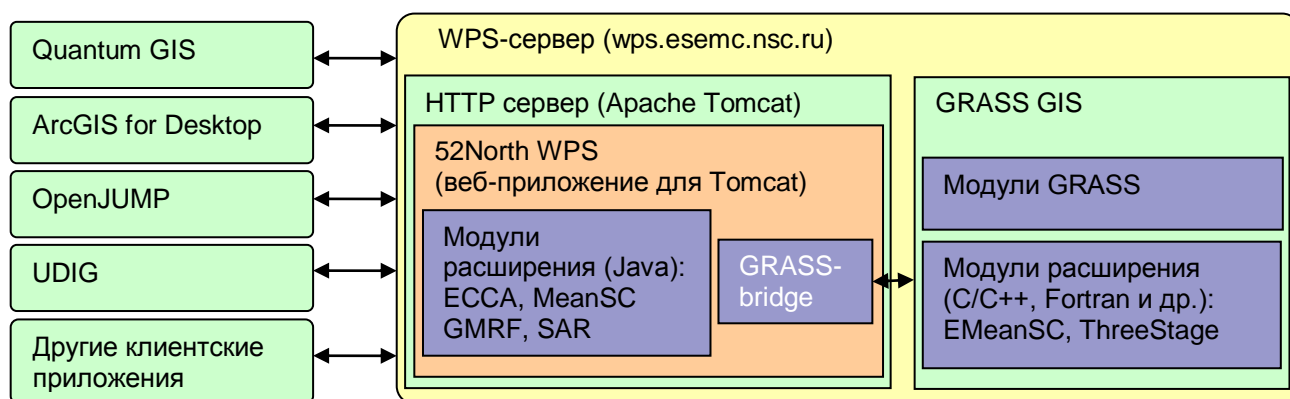 Quantum GIS
ArcGIS for Desktop
OpenJUMP
UDIG
Другие клиентские
приложения
WPS-сервер (wps.esemc.nsc.ru)
HTTP сервер (Apache Tomcat)
52North WPS
(веб-приложение для Tomcat)
Модули
расширения (Java):
ECCA, MeanSC
GMRF, SAR
GRASS-
bridge
GRASS GIS
Модули GRASS
Модули расширения
(C/C++, Fortran и др.):
EMeanSC, ThreeStage